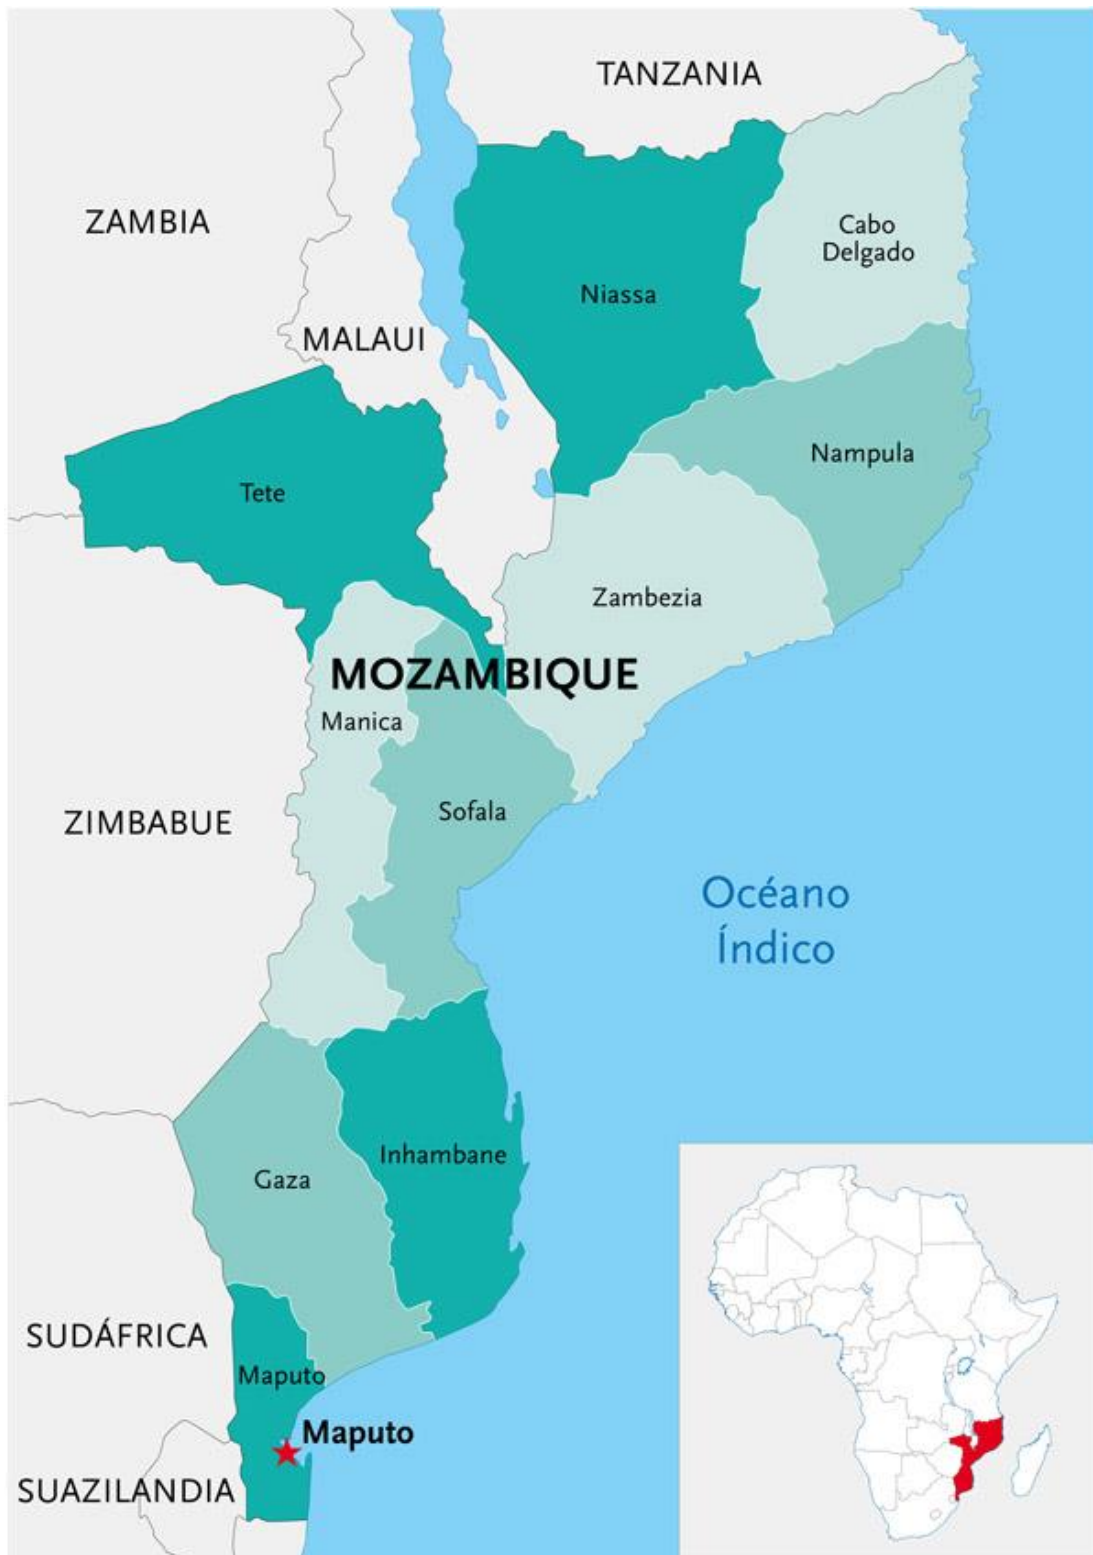 TANZANIA
ZAMBIA
Cabo
Delgado
Niassa
MALAUI
Nampula
Tete
Zambezia
MOZAMBIQUE
Manica
Sofala
ZIMBABUE
Océano
Índico
Inhambane
Gaza
SUDÁFRICA
Maputo
Maputo
SUAZILANDIA